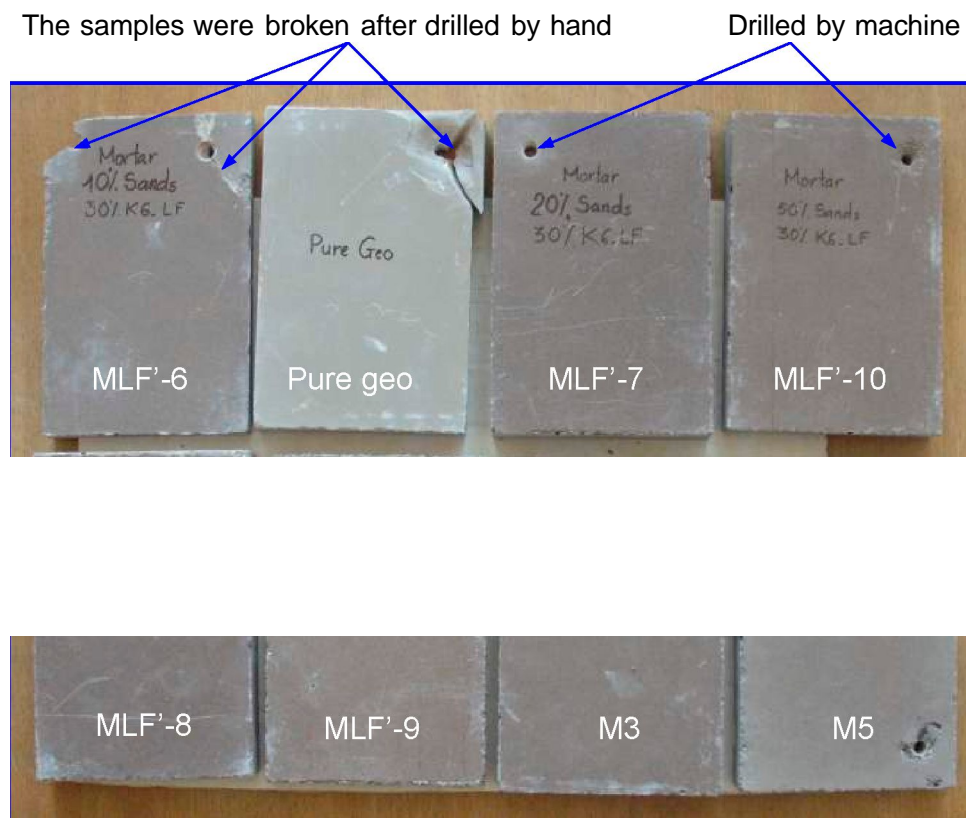 The samples were broken after drilled by hand
Drilled by machine
Mortar
10% Sands
30% K6. LF
MLF'-6
Pure Geo
Pure geo
Mortar
20% Sands
30% K6. LF
MLF'-7
Mortar
50% Sands
30% K6. LF
MLF'-10
MLF'-8
MLF'-9
M3
M5